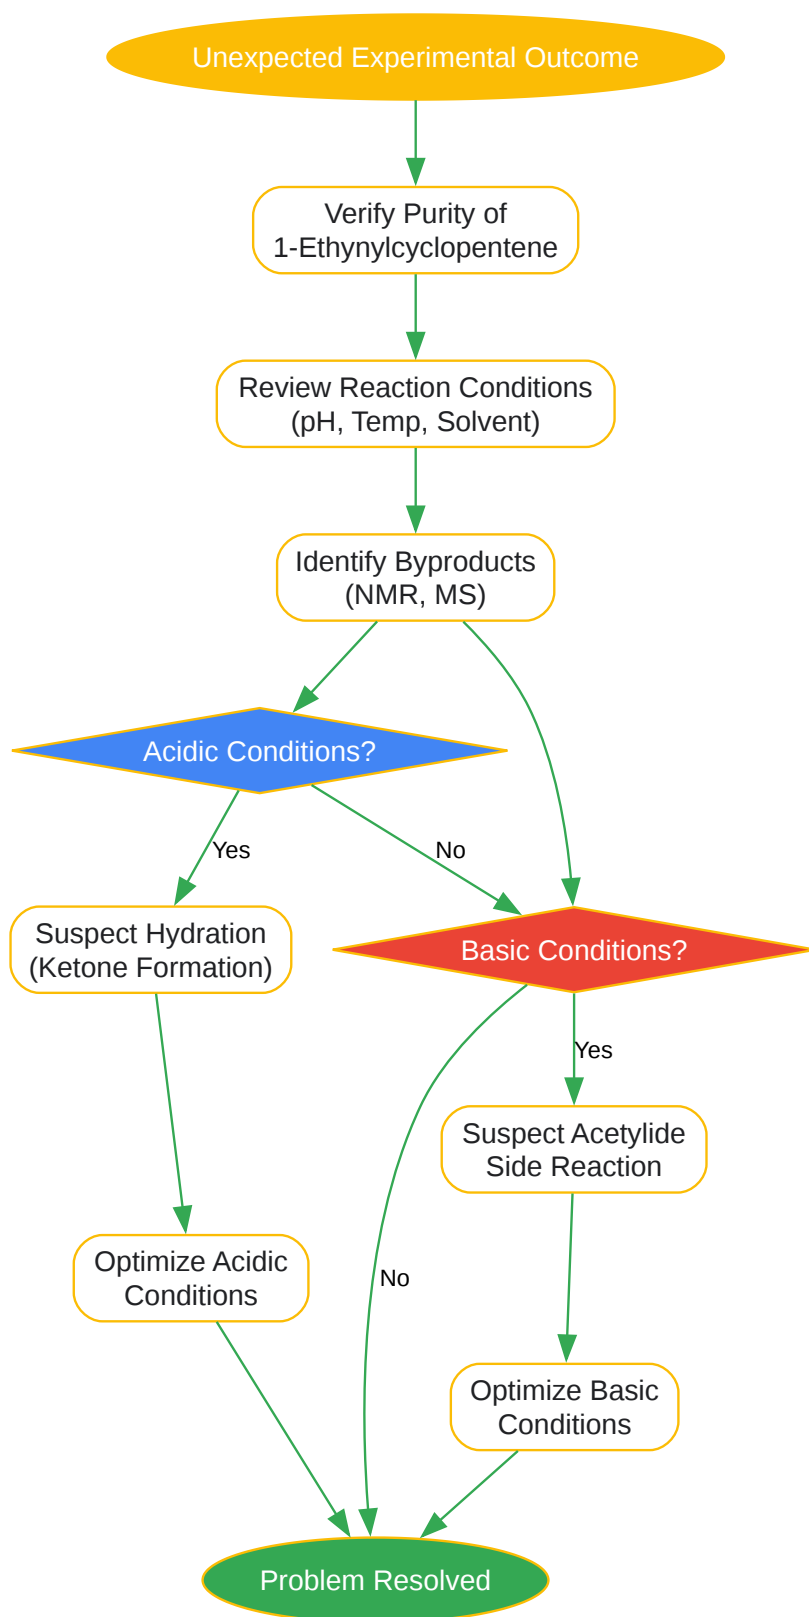 Unexpected Experimental Outcome
Verify Purity of
1-Ethynylcyclopentene
Review Reaction Conditions
(pH, Temp, Solvent)
Identify Byproducts
(NMR, MS)
Acidic Conditions?
Yes
No
Suspect Hydration
(Ketone Formation)
Basic Conditions?
Yes
Suspect Acetylide
Side Reaction
Optimize Acidic
Conditions
No
Optimize Basic
Conditions
Problem Resolved